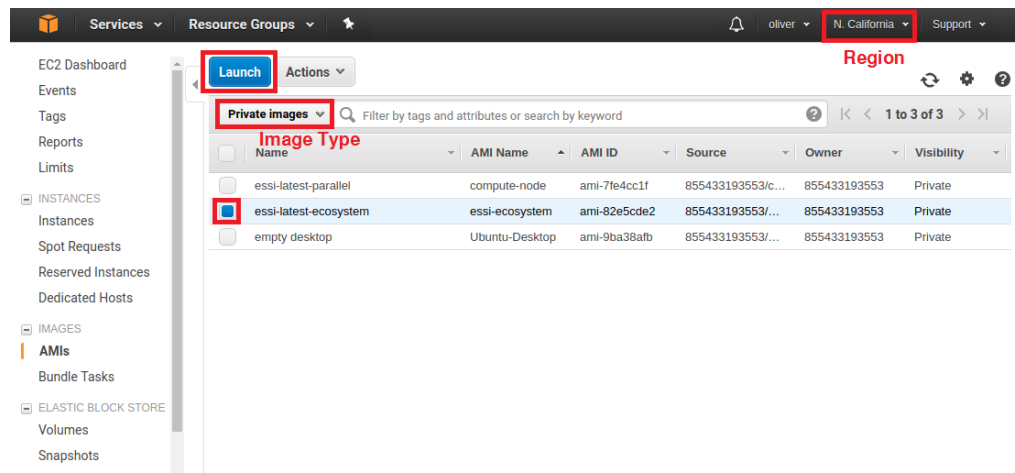 Services Resource Groups oliver N. California Support
Region
EC2 Dashboard
Events
Tags
Reports
Limits
INSTANCES
Instances
Spot Requests
Reserved Instances
Dedicated Hosts
IMAGES
AMIs
Bundle Tasks
ELASTIC BLOCK STORE
Volumes
Snapshots
Launch Actions
Private images Filter by tags and attributes or search by keyword 1 to 3 of 3
Image Type
Name AMI Name AMI ID Source Owner Visibility
essi-latest-parallel compute-node ami-7fe4cc1f 855433193553/c... 855433193553 Private
essi-latest-ecosystem essi-ecosystem ami-82e5cde2 855433193553/... 855433193553 Private
empty desktop Ubuntu-Desktop ami-9ba38afb 855433193553/... 855433193553 Private